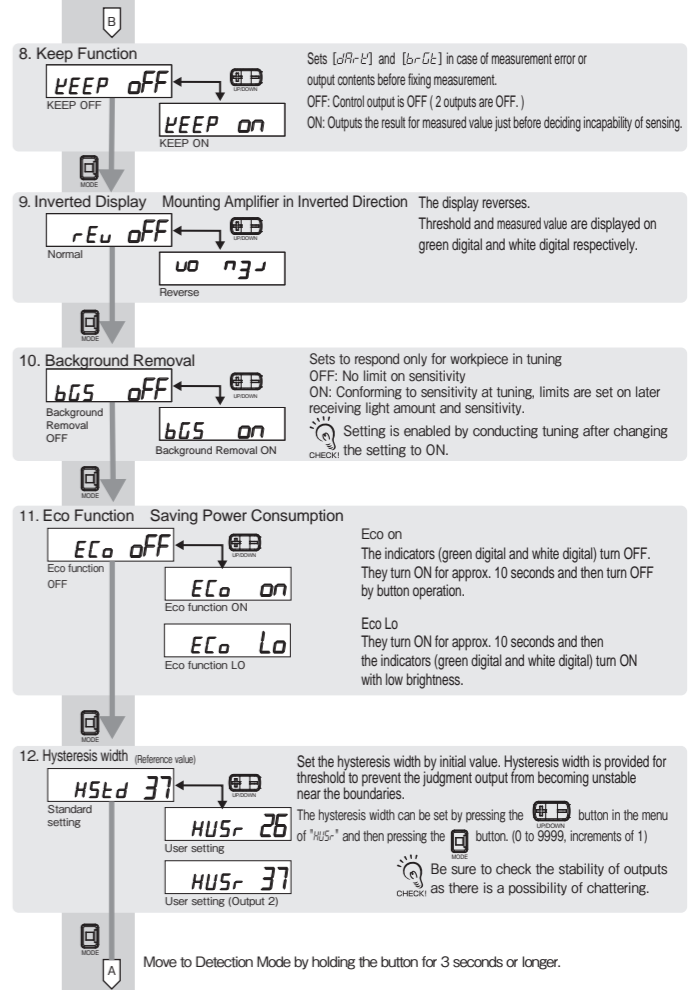 B
8. Keep Function
KEEP oFF
KEEP OFF
UP/DOWN
KEEP on
KEEP ON
Sets [dArK] and [brGt] in case of measurement error or
output contents before fixing measurement.
OFF: Control output is OFF ( 2 outputs are OFF. )
ON: Outputs the result for measured value just before deciding incapability of sensing.
MODE
9. Inverted Display Mounting Amplifier in Inverted Direction
rEv oFF
Normal
UP/DOWN
Reverse
The display reverses.
Threshold and measured value are displayed on
green digital and white digital respectively.
MODE
10. Background Removal
bGS oFF
Background
Removal
OFF
UP/DOWN
bGS on
Background Removal ON
Sets to respond only for workpiece in tuning
OFF: No limit on sensitivity
ON: Conforming to sensitivity at tuning, limits are set on later
receiving light amount and sensitivity.
Setting is enabled by conducting tuning after changing
CHECK! the setting to ON.
MODE
11. Eco Function Saving Power Consumption
ECo oFF
Eco function
OFF
UP/DOWN
ECo on
Eco function ON
ECo Lo
Eco function LO
Eco on
The indicators (green digital and white digital) turn OFF.
They turn ON for approx. 10 seconds and then turn OFF
by button operation.
Eco Lo
They turn ON for approx. 10 seconds and then
the indicators (green digital and white digital) turn ON
with low brightness.
MODE
12. Hysteresis width (Reference value)
HStd 37
Standard
setting
UP/DOWN
HUSr 26
User setting
HUSr 37
User setting (Output 2)
Set the hysteresis width by initial value. Hysteresis width is provided for
threshold to prevent the judgment output from becoming unstable
near the boundaries.
The hysteresis width can be set by pressing the UP/DOWN button in the menu
of "HUSr" and then pressing the MODE button. (0 to 9999, increments of 1)
Be sure to check the stability of outputs
CHECK! as there is a possibility of chattering.
MODE
A
Move to Detection Mode by holding the button for 3 seconds or longer.